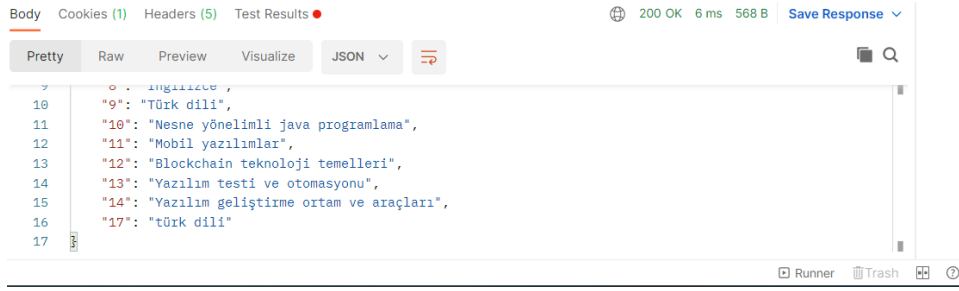 Body Cookies (1) Headers (5) Test Results 200 OK 6 ms 568 B Save Response
Pretty Raw Preview Visualize JSON
9 "8": "İngilizce",
10 "9": "Türk dili",
11 "10": "Nesne yönelimli java programlama",
12 "11": "Mobil yazılımlar",
13 "12": "Blockchain teknoloji temelleri",
14 "13": "Yazılım testi ve otomasyonu",
15 "14": "Yazılım geliştirme ortam ve araçları",
16 "17": "türk dili"
17 }
Runner Trash